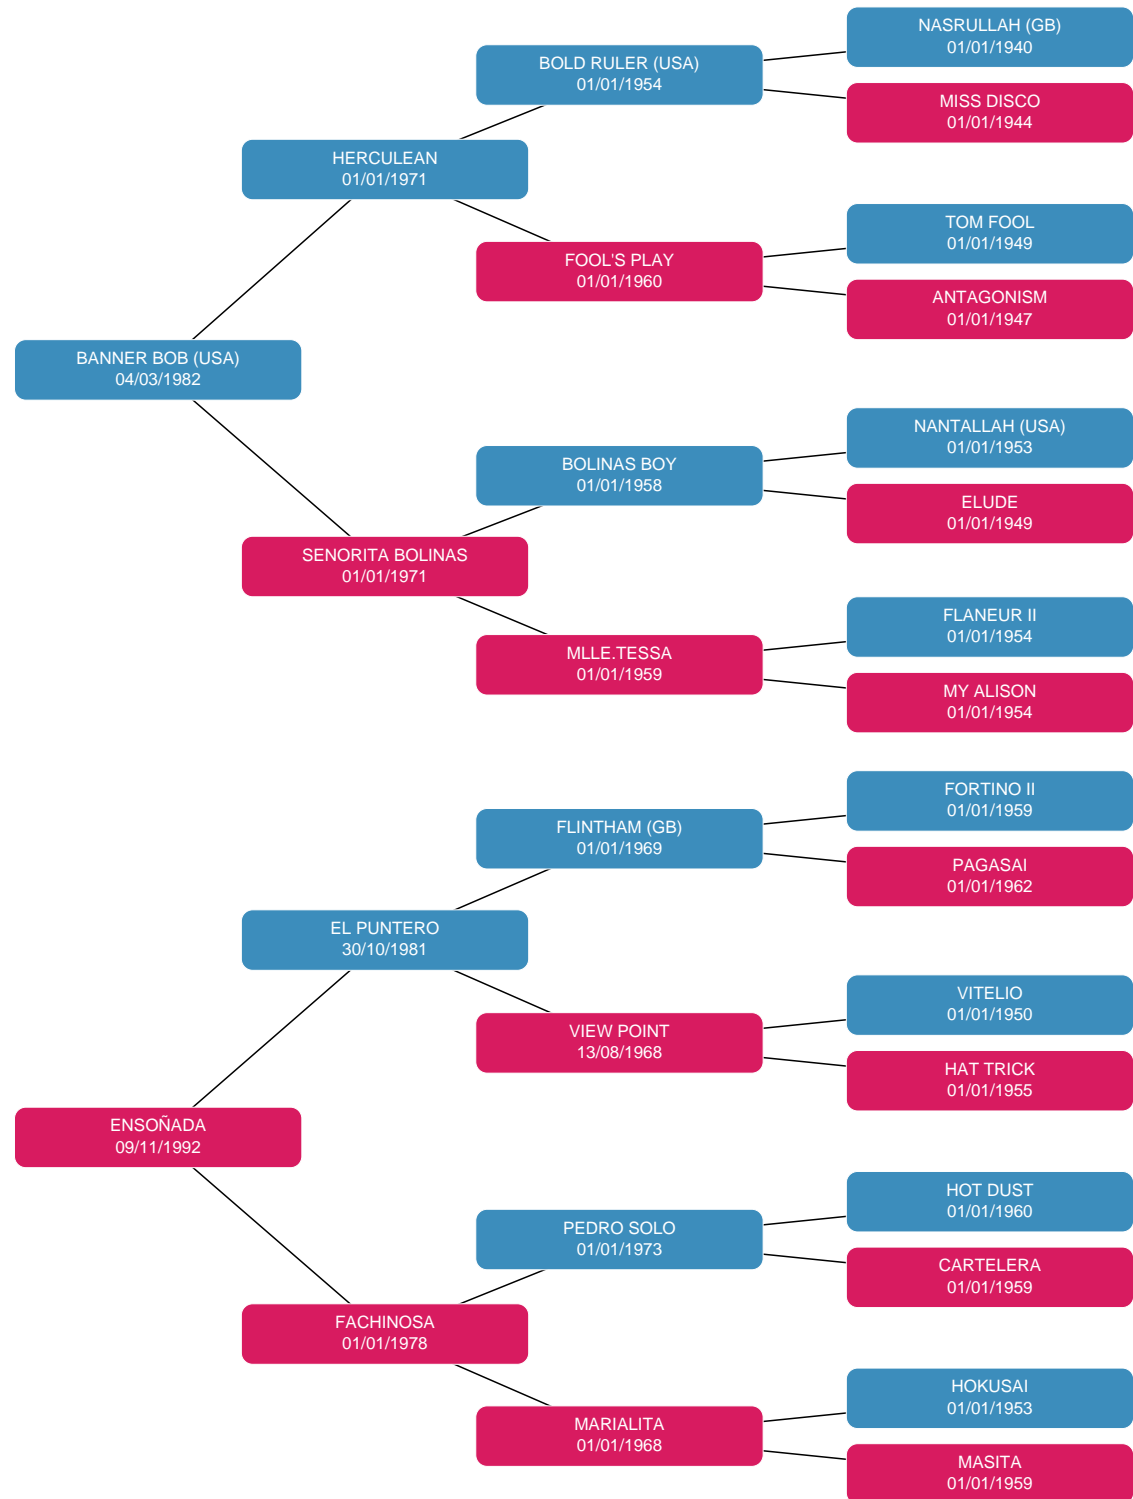 NASRULLAH (GB)
01/01/1940
BOLD RULER (USA)
01/01/1954
MISS DISCO
01/01/1944
HERCULEAN
01/01/1971
TOM FOOL
01/01/1949
FOOL'S PLAY
01/01/1960
ANTAGONISM
01/01/1947
BANNER BOB (USA)
04/03/1982
NANTALLAH (USA)
01/01/1953
BOLINAS BOY
01/01/1958
ELUDE
01/01/1949
SENORITA BOLINAS
01/01/1971
FLANEUR II
01/01/1954
MLLE.TESSA
01/01/1959
MY ALISON
01/01/1954
FORTINO II
01/01/1959
FLINTHAM (GB)
01/01/1969
PAGASAI
01/01/1962
EL PUNTERO
30/10/1981
VITELIO
01/01/1950
VIEW POINT
13/08/1968
HAT TRICK
01/01/1955
ENSOÑADA
09/11/1992
HOT DUST
01/01/1960
PEDRO SOLO
01/01/1973
CARTELERA
01/01/1959
FACHINOSA
01/01/1978
HOKUSAI
01/01/1953
MARIALITA
01/01/1968
MASITA
01/01/1959